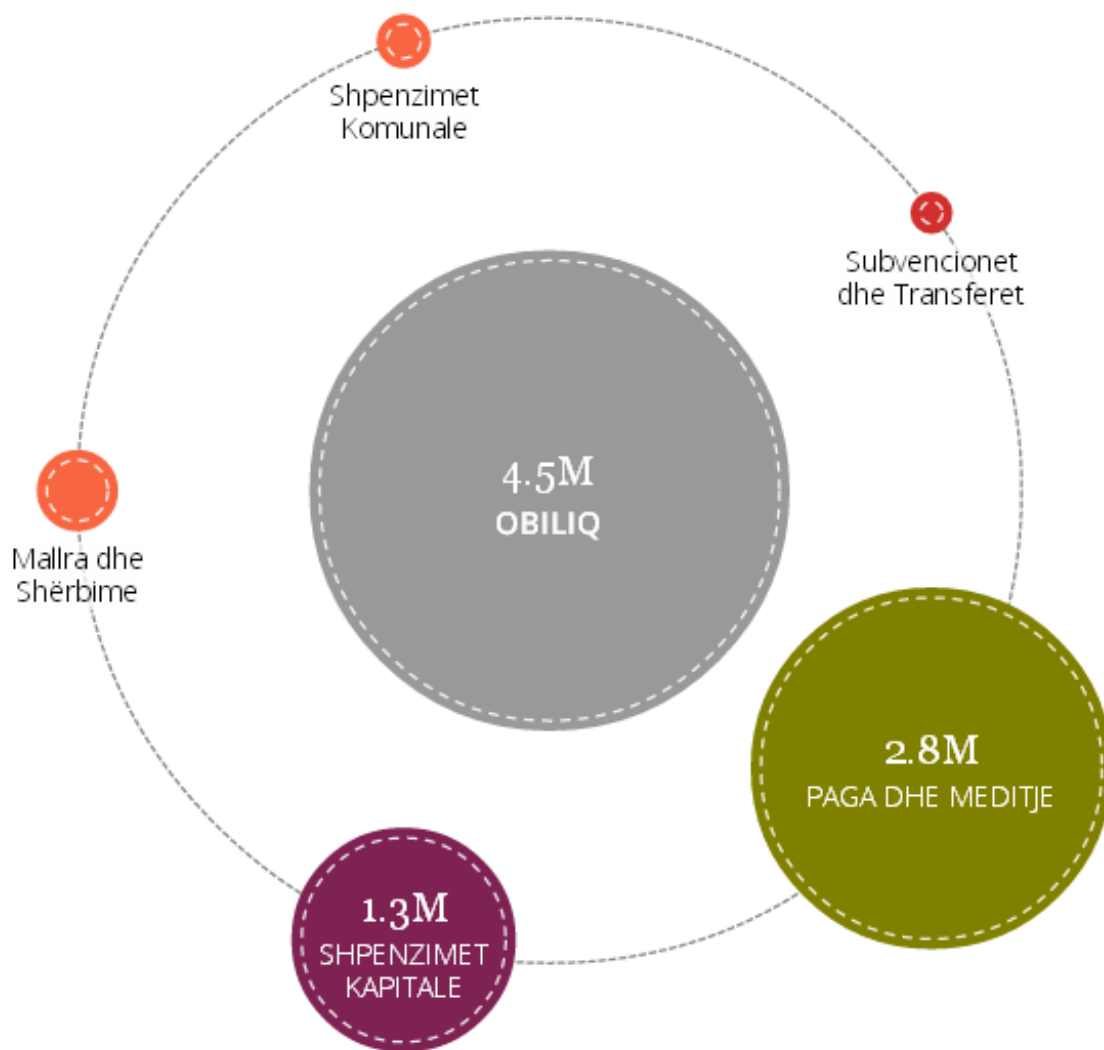 Shpenzimet
Komunale
Subvencionet
dhe Transferet
4.5M
OBILIQ
Mallra dhe
Shërbime
2.8M
PAGA DHE MEDITJE
1.3M
SHPENZIMET
KAPITALE